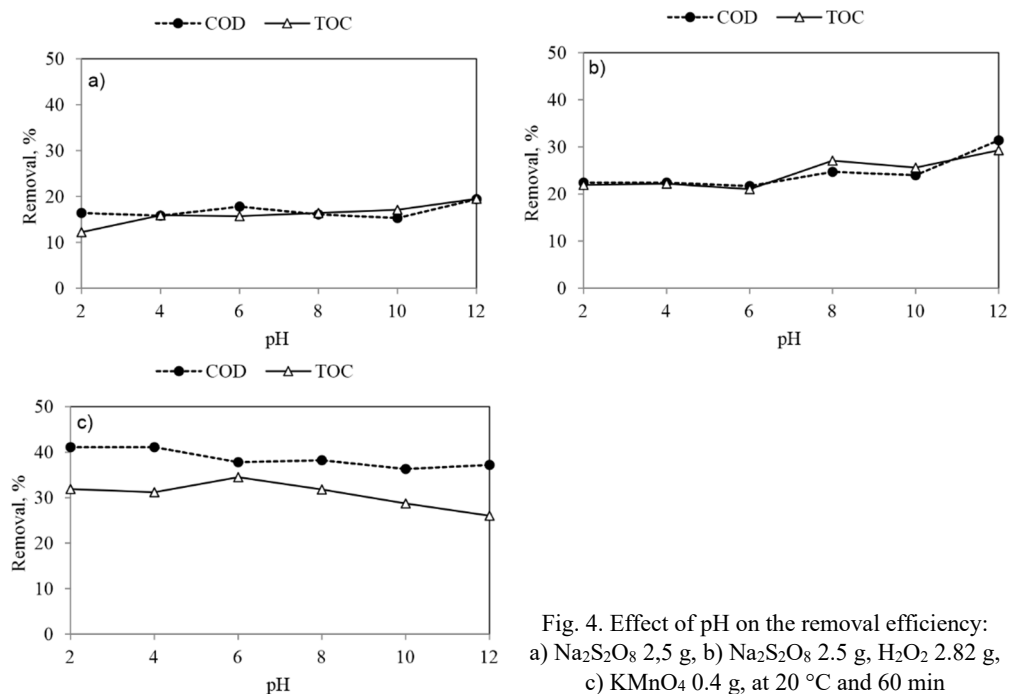 COD TOC
a)
50
40
30
20
10
0
Removal, %
2 4 6 8 10 12
pH
COD TOC
b)
50
40
30
20
10
0
Removal, %
2 4 6 8 10 12
pH
COD TOC
c)
50
40
30
20
10
0
Removal, %
2 4 6 8 10 12
pH
Fig. 4. Effect of pH on the removal efficiency:
a) Na₂S₂O₈ 2,5 g, b) Na₂S₂O₈ 2.5 g, H₂O₂ 2.82 g,
c) KMnO₄ 0.4 g, at 20 °C and 60 min